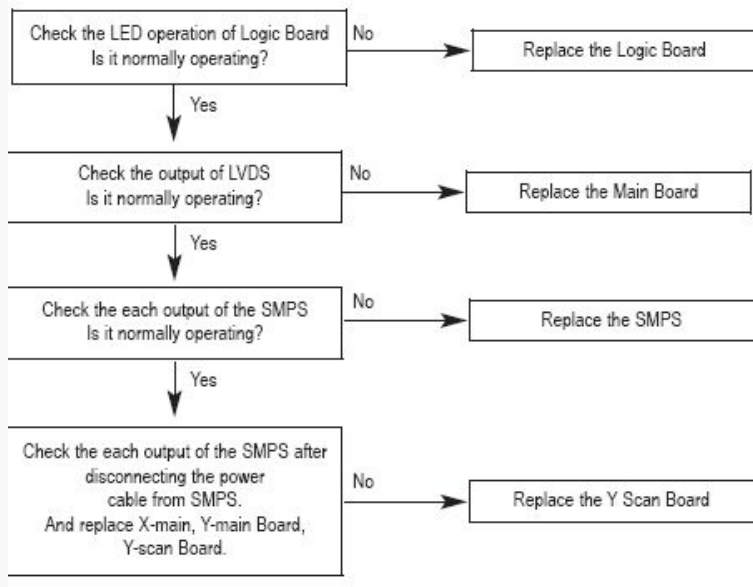 Check the LED operation of Logic Board
Is it normally operating?
No
Replace the Logic Board
Yes
Check the output of LVDS
Is it normally operating?
No
Replace the Main Board
Yes
Check the each output of the SMPS
Is it normally operating?
No
Replace the SMPS
Yes
Check the each output of the SMPS after
disconnecting the power
cable from SMPS.
And replace X-main, Y-main Board,
Y-scan Board.
No
Replace the Y Scan Board